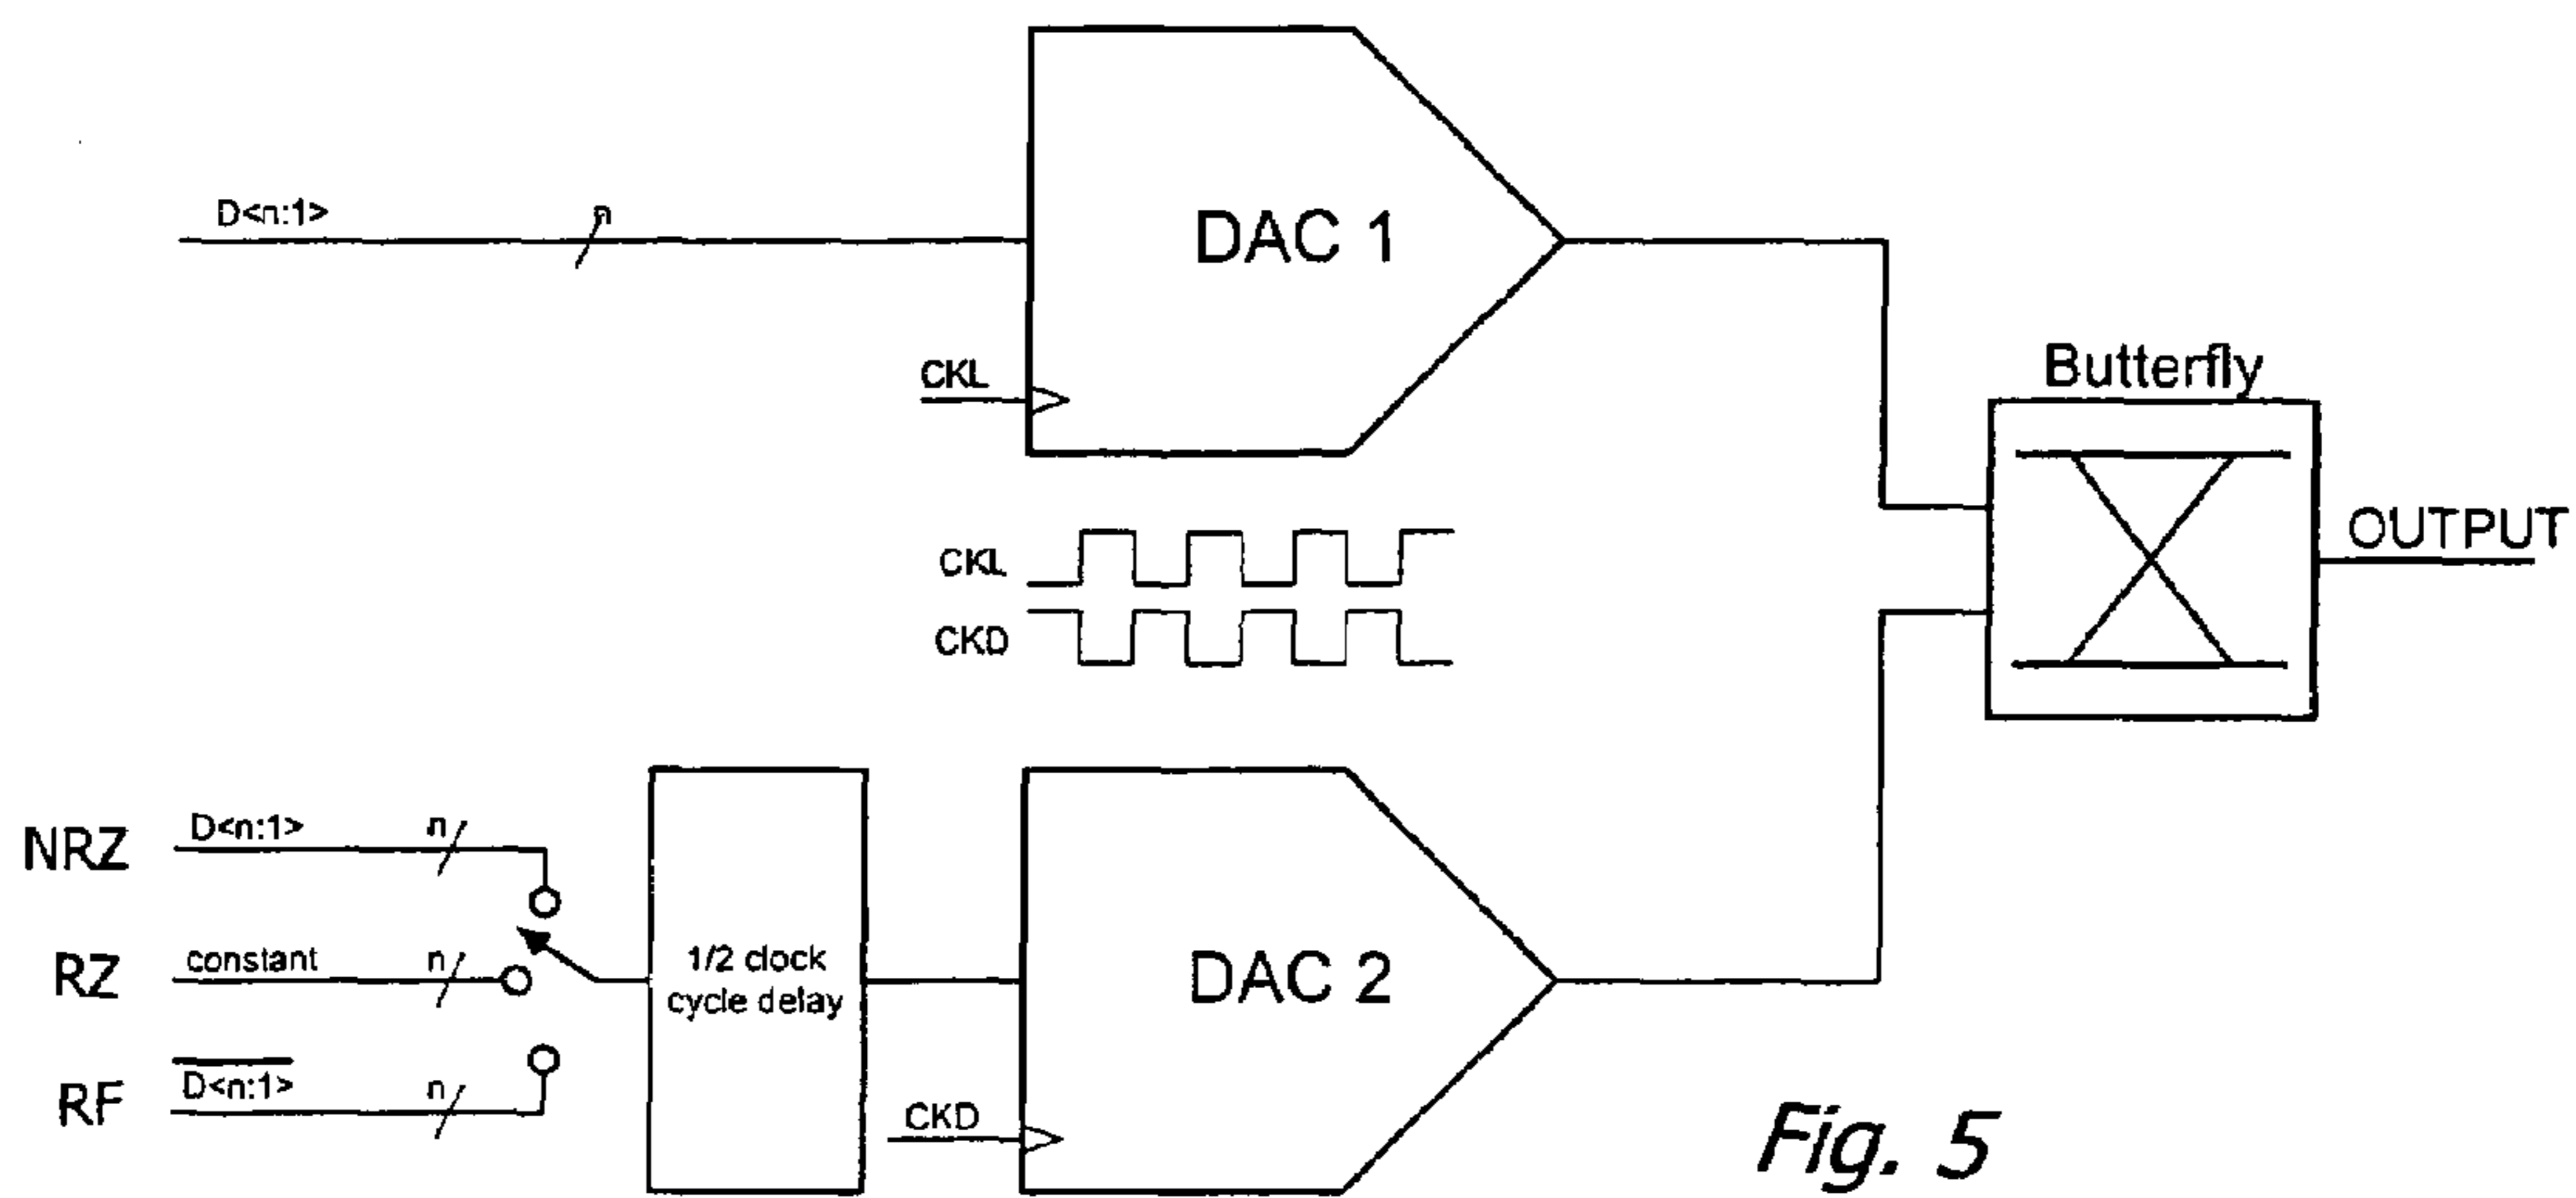 D<n:1>
n
DAC 1
CKL
Butterfly
OUTPUT
CKL
CKD
NRZ
D<n:1>
n
RZ
constant
n
RF
D<n:1>
n
1/2 clock
cycle delay
DAC 2
CKD
Fig. 5